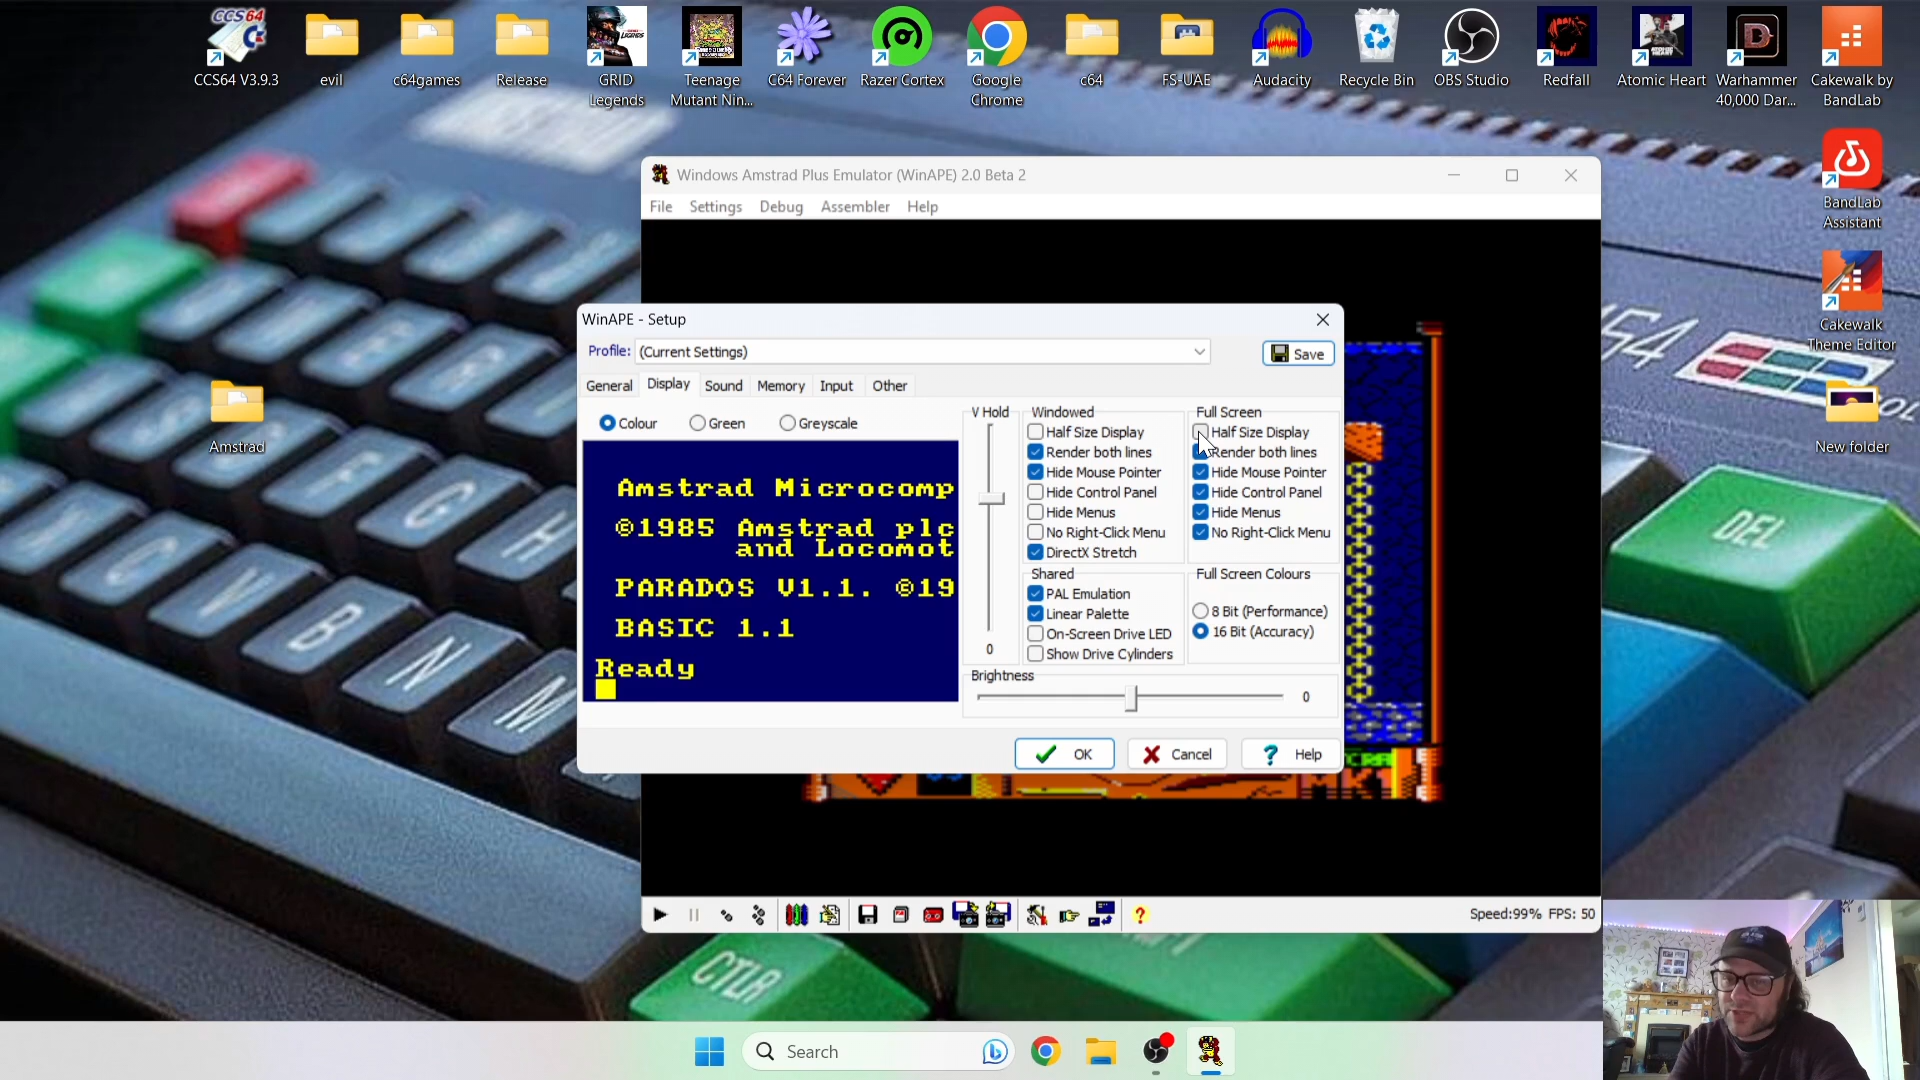 CCS64
CCS64 V3.9.3
evil
c64games
Release
GRID
Legends
Teenage
Mutant Nin...
C64 Forever
Razer Cortex
Google
Chrome
c64
FS-UAE
Audacity
Recycle Bin
OBS Studio
Redfall
Atomic Heart
Warhammer
40,000 Dar...
Cakewalk by
BandLab
BandLab
Assistant
Cakewalk
Theme Editor
New folder
Amstrad
Windows Amstrad Plus Emulator (WinAPE) 2.0 Beta 2
File Settings Debug Assembler Help
WinAPE - Setup
Profile: (Current Settings) Save
General Display Sound Memory Input Other
Colour Green Greyscale
Amstrad Microcomp
©1985 Amstrad plc
and Locomot
PARADOS V1.1. ©19
BASIC 1.1
Ready
V Hold
0
Windowed
Half Size Display
Render both lines
Hide Mouse Pointer
Hide Control Panel
Hide Menus
No Right-Click Menu
DirectX Stretch
Shared
PAL Emulation
Linear Palette
On-Screen Drive LED
Show Drive Cylinders
Full Screen
Half Size Display
Render both lines
Hide Mouse Pointer
Hide Control Panel
Hide Menus
No Right-Click Menu
Full Screen Colours
8 Bit (Performance)
16 Bit (Accuracy)
Brightness
0
OK Cancel Help
MK1
Speed:99% FPS: 50
64
DEL
CTLR
F
G
H
C
V
B
N
M
Search